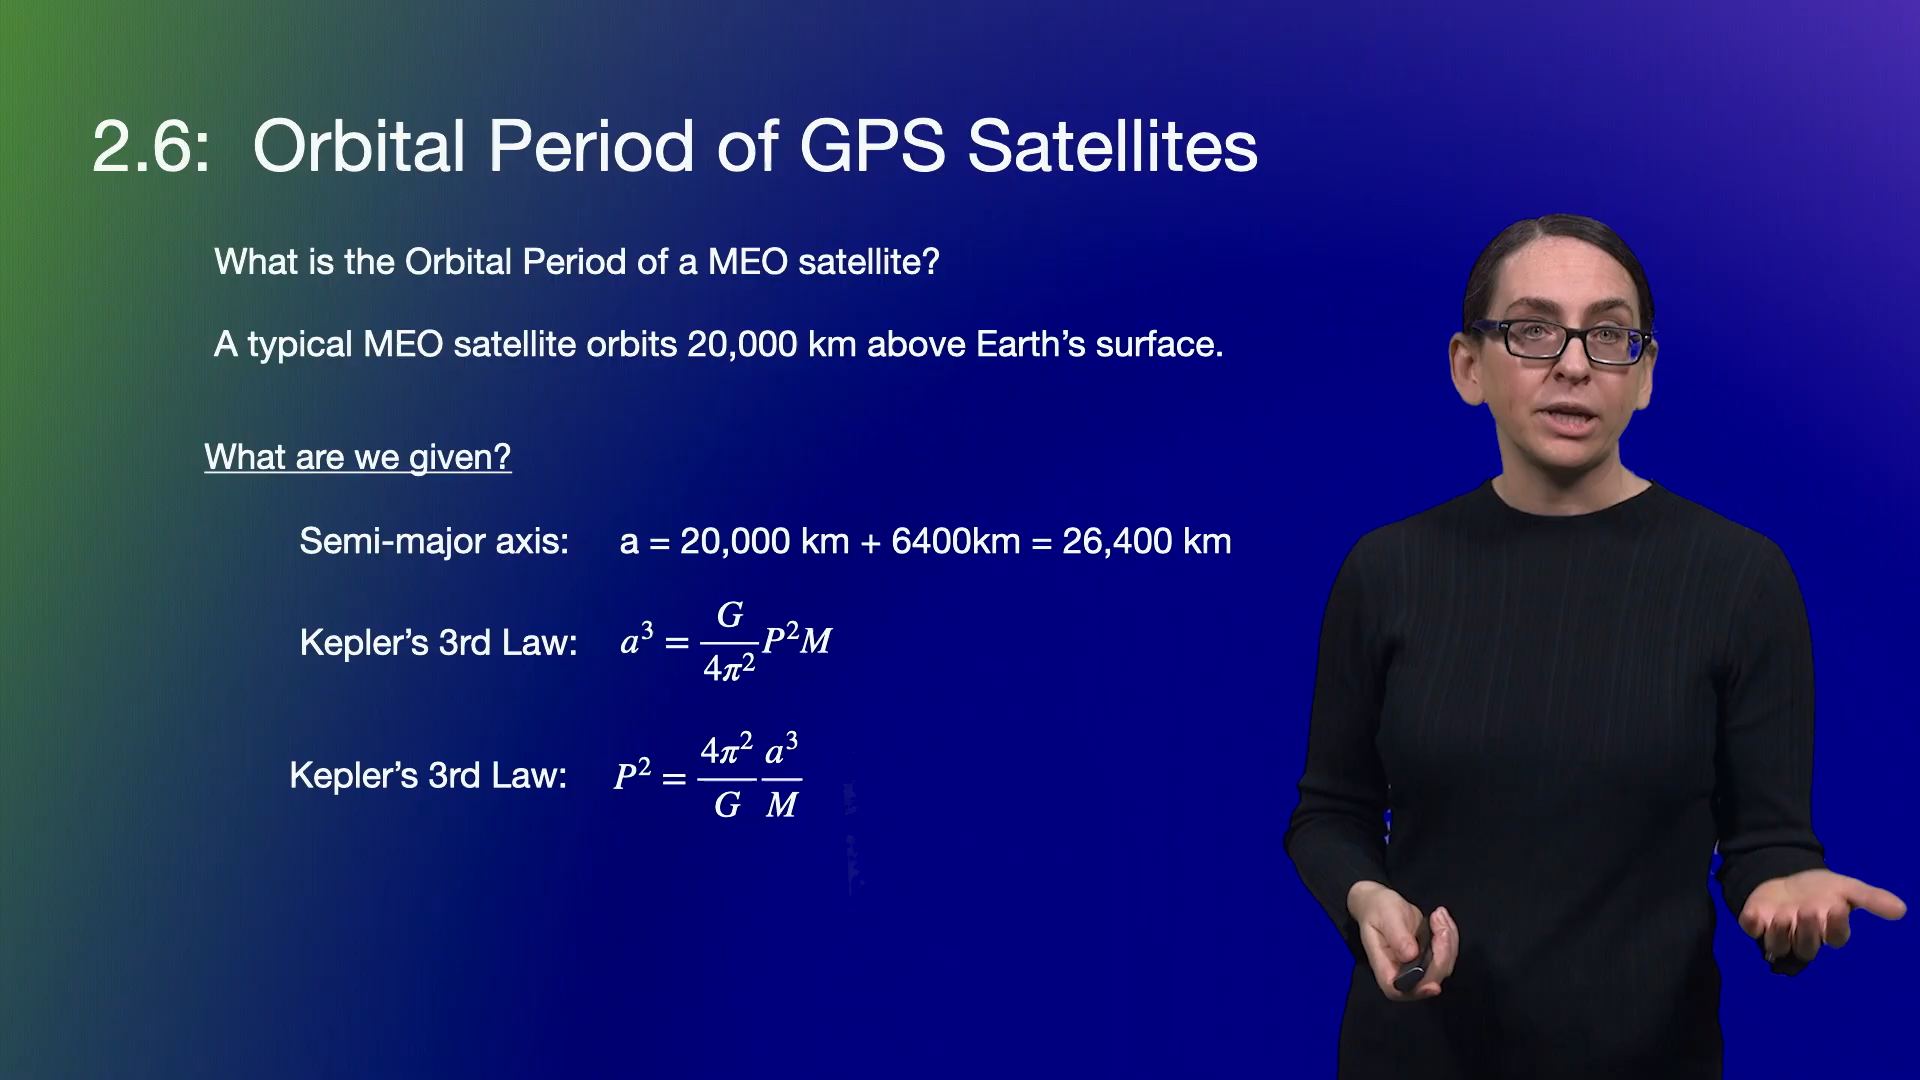 2.6: Orbital Period of GPS Satellites
What is the Orbital Period of a MEO satellite?
A typical MEO satellite orbits 20,000 km above Earth’s surface.
What are we given?
Semi-major axis: a = 20,000 km + 6400km = 26,400 km
Kepler’s 3rd Law: a³ = G/4π² P²M
Kepler’s 3rd Law: P² = 4π²/G a³/M